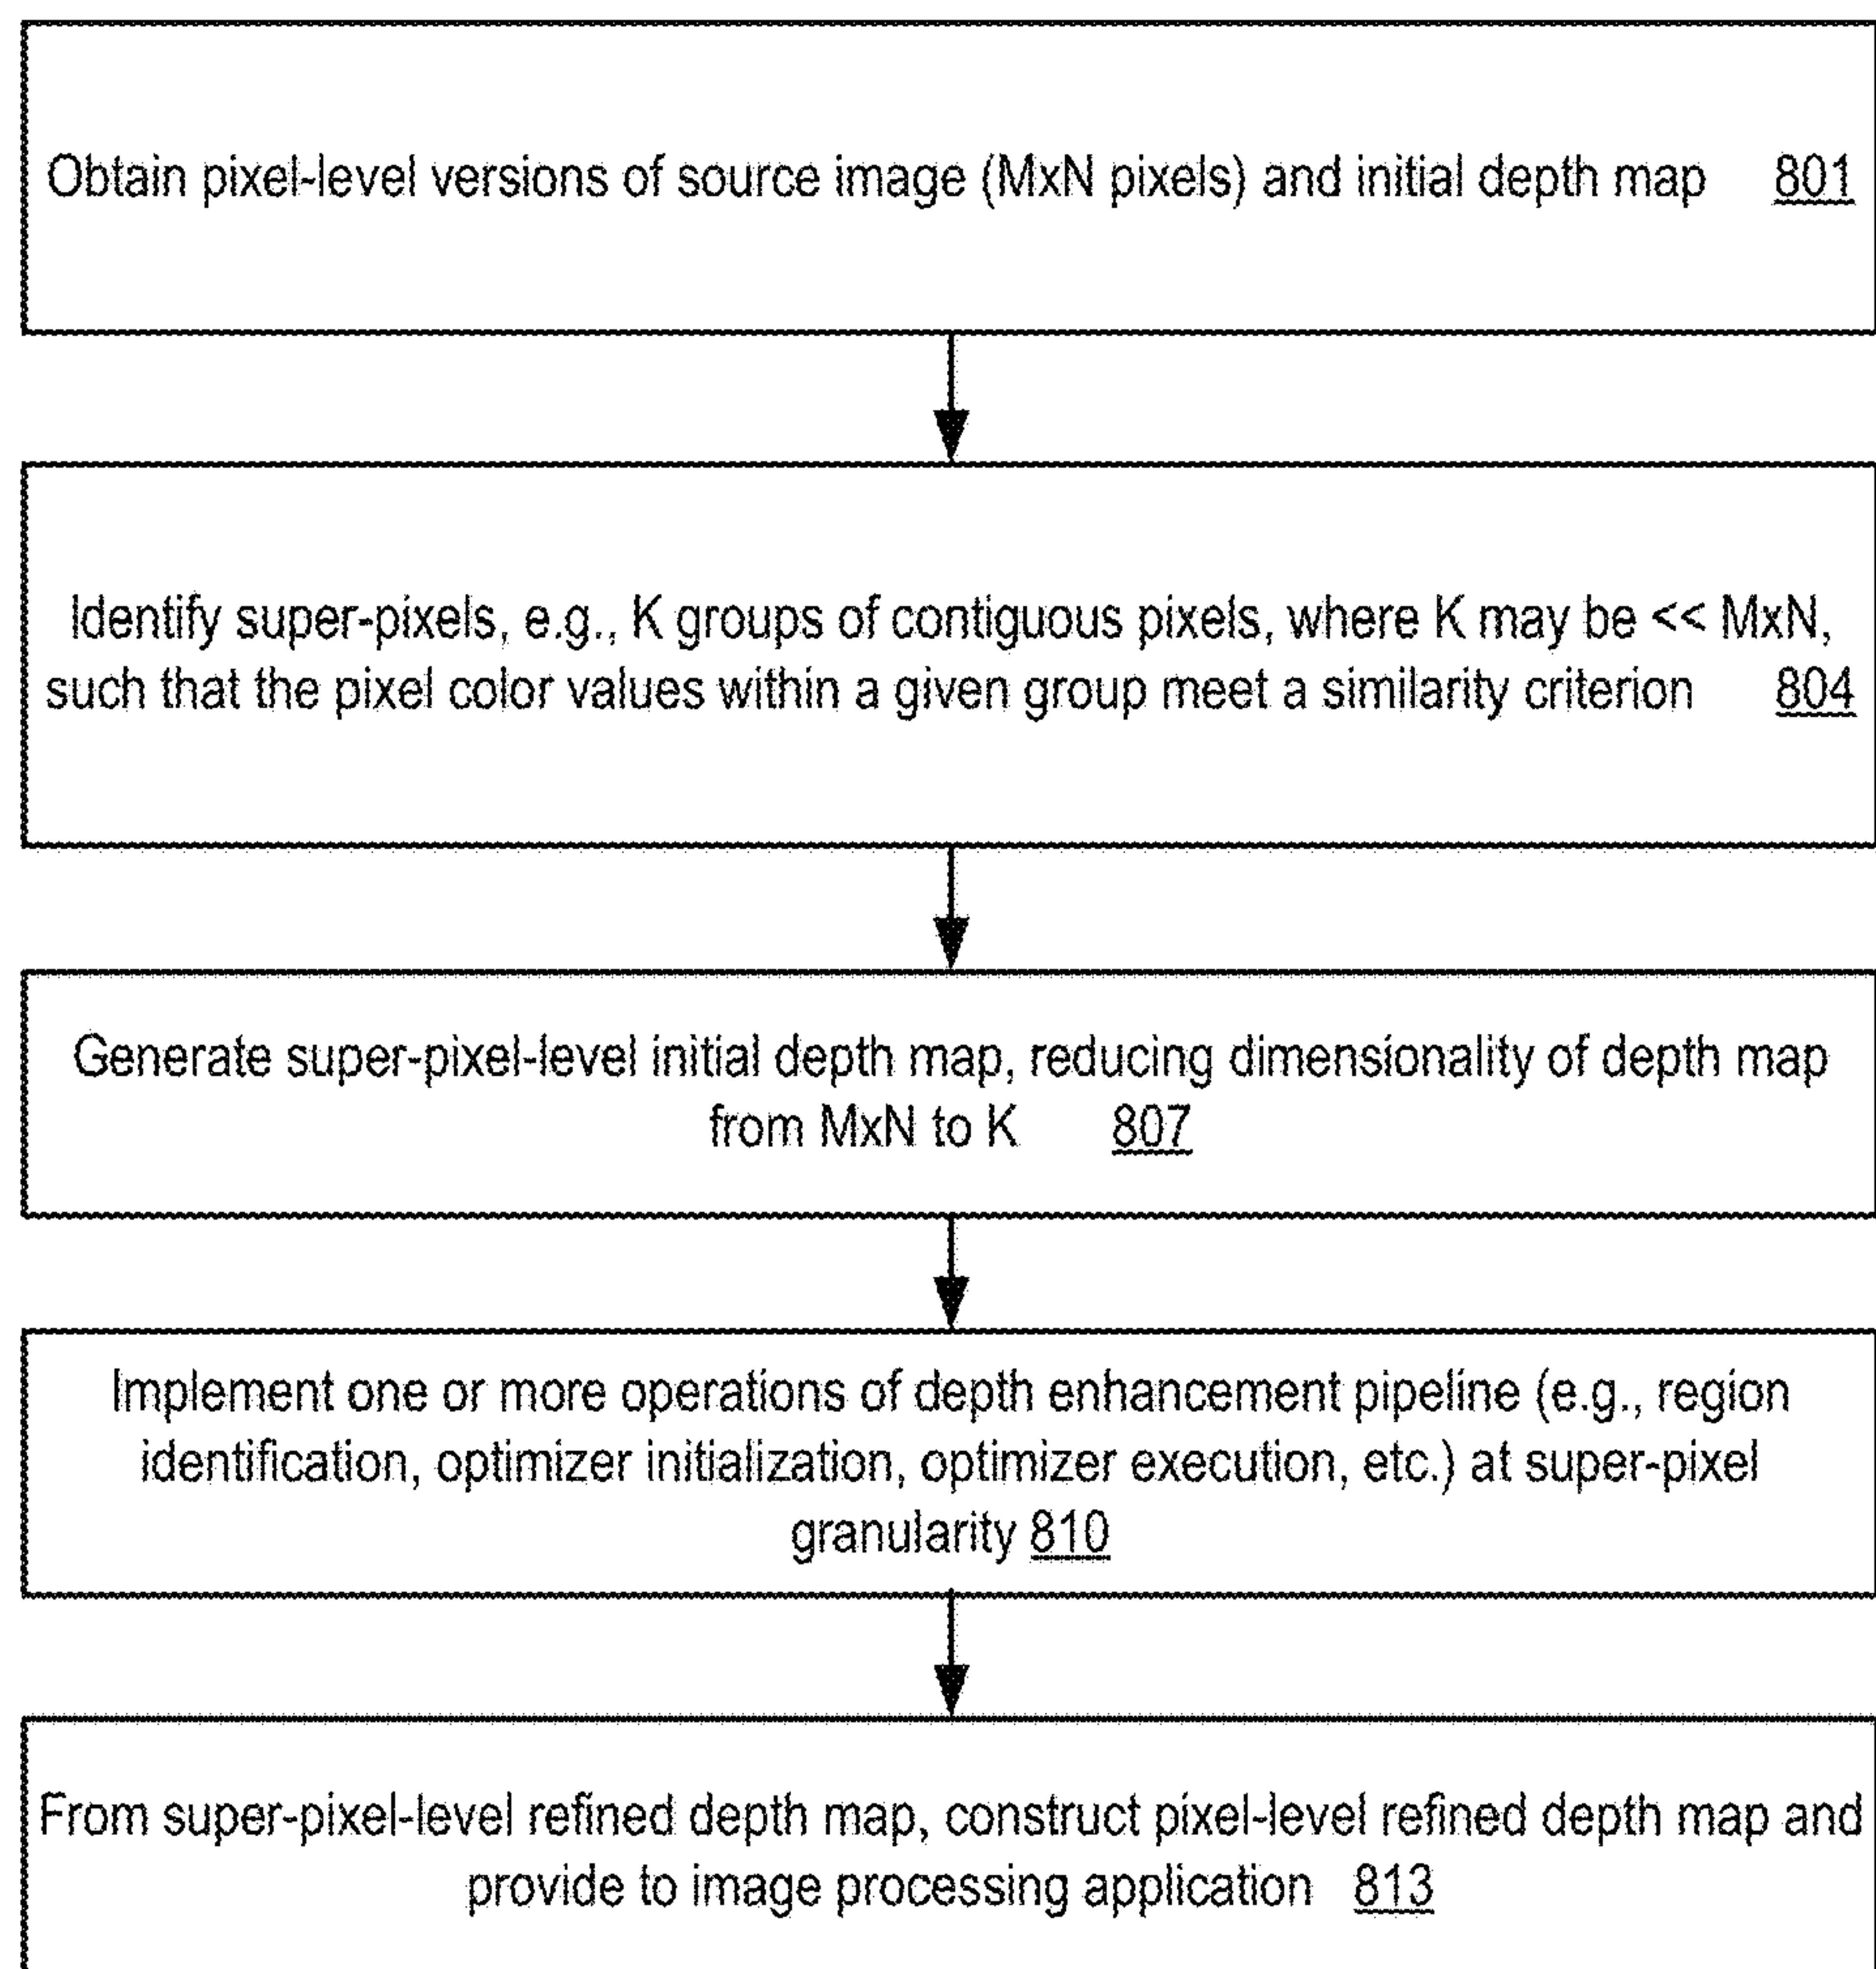 Obtain pixel-level versions of source image (MxN pixels) and initial depth map 801
Identify super-pixels, e.g., K groups of contiguous pixels, where K may be << MxN,
such that the pixel color values within a given group meet a similarity criterion 804
Generate super-pixel-level initial depth map, reducing dimensionality of depth map
from MxN to K 807
Implement one or more operations of depth enhancement pipeline (e.g., region
identification, optimizer initialization, optimizer execution, etc.) at super-pixel
granularity 810
From super-pixel-level refined depth map, construct pixel-level refined depth map and
provide to image processing application 813